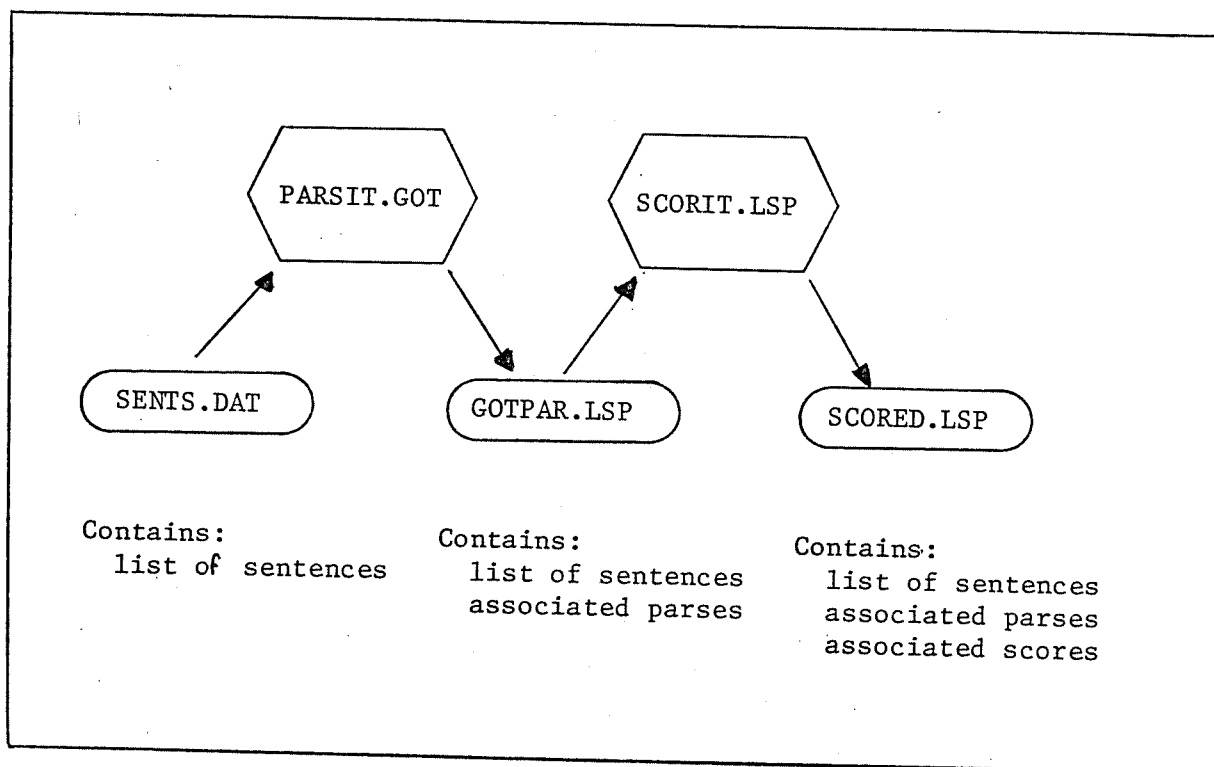 PARSIT.GOT
SCORIT.LSP
SENTS.DAT
GOTPAR.LSP
SCORED.LSP
Contains:
list of sentences
Contains:
list of sentences
associated parses
Contains:
list of sentences
associated parses
associated scores